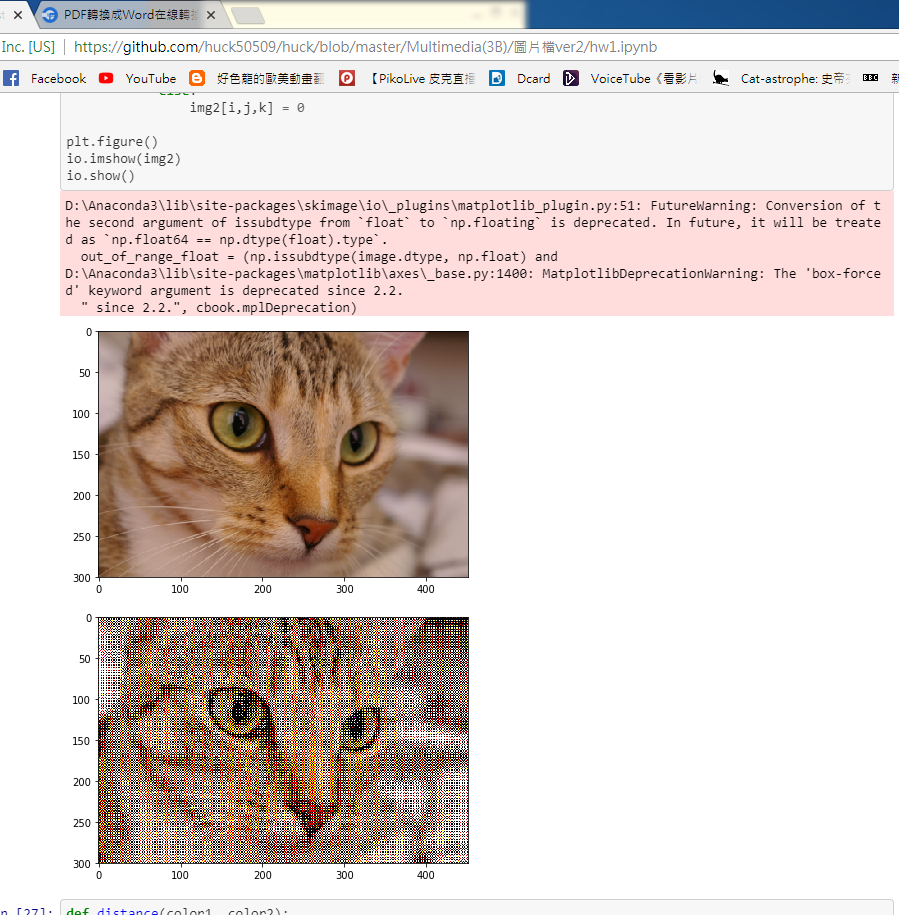 PDF轉換成Word在線轉換
Inc. [US] | https://github.com/huck50509/huck/blob/master/Multimedia(3B)/圖片檔ver2/hw1.ipynb
Facebook YouTube 好色龍的歐美動畫 【PikoLive 皮克直播 Dcard VoiceTube《看影片 Cat-astrophe: 史帝 BBC
else:
img2[i,j,k] = 0
plt.figure()
io.imshow(img2)
io.show()
D:\Anaconda3\lib\site-packages\skimage\io\_plugins\matplotlib_plugin.py:51: FutureWarning: Conversion of t
he second argument of issubdtype from `float` to `np.floating` is deprecated. In future, it will be treate
d as `np.float64 == np.dtype(float).type`.
out_of_range_float = (np.issubdtype(image.dtype, np.float) and
D:\Anaconda3\lib\site-packages\matplotlib\axes\_base.py:1400: MatplotlibDeprecationWarning: The 'box-force
d' keyword argument is deprecated since 2.2.
" since 2.2.", cbook.mplDeprecation)
0
50
100
150
200
250
300
0 100 200 300 400
0
50
100
150
200
250
300
0 100 200 300 400
n [27]: def distance(color1, color2):